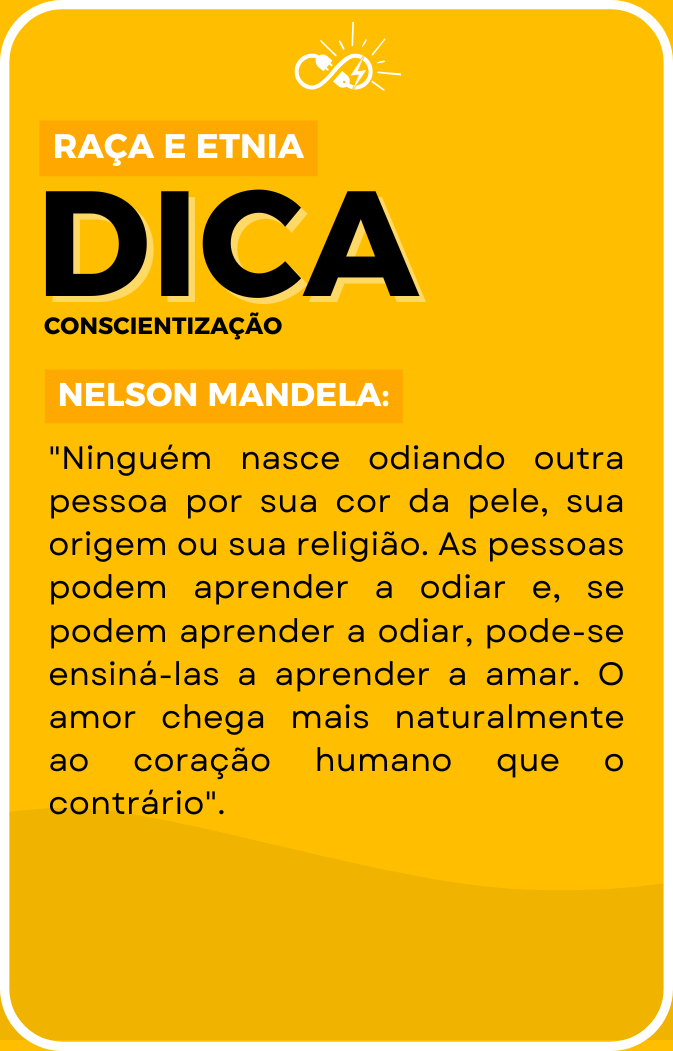 RAÇA E ETNIA
DICA
CONSCIENTIZAÇÃO
NELSON MANDELA:
"Ninguém nasce odiando outra
pessoa por sua cor da pele, sua
origem ou sua religião. As pessoas
podem aprender a odiar e, se
podem aprender a odiar, pode-se
ensiná-las a aprender a amar. O
amor chega mais naturalmente
ao coração humano que o
contrário".